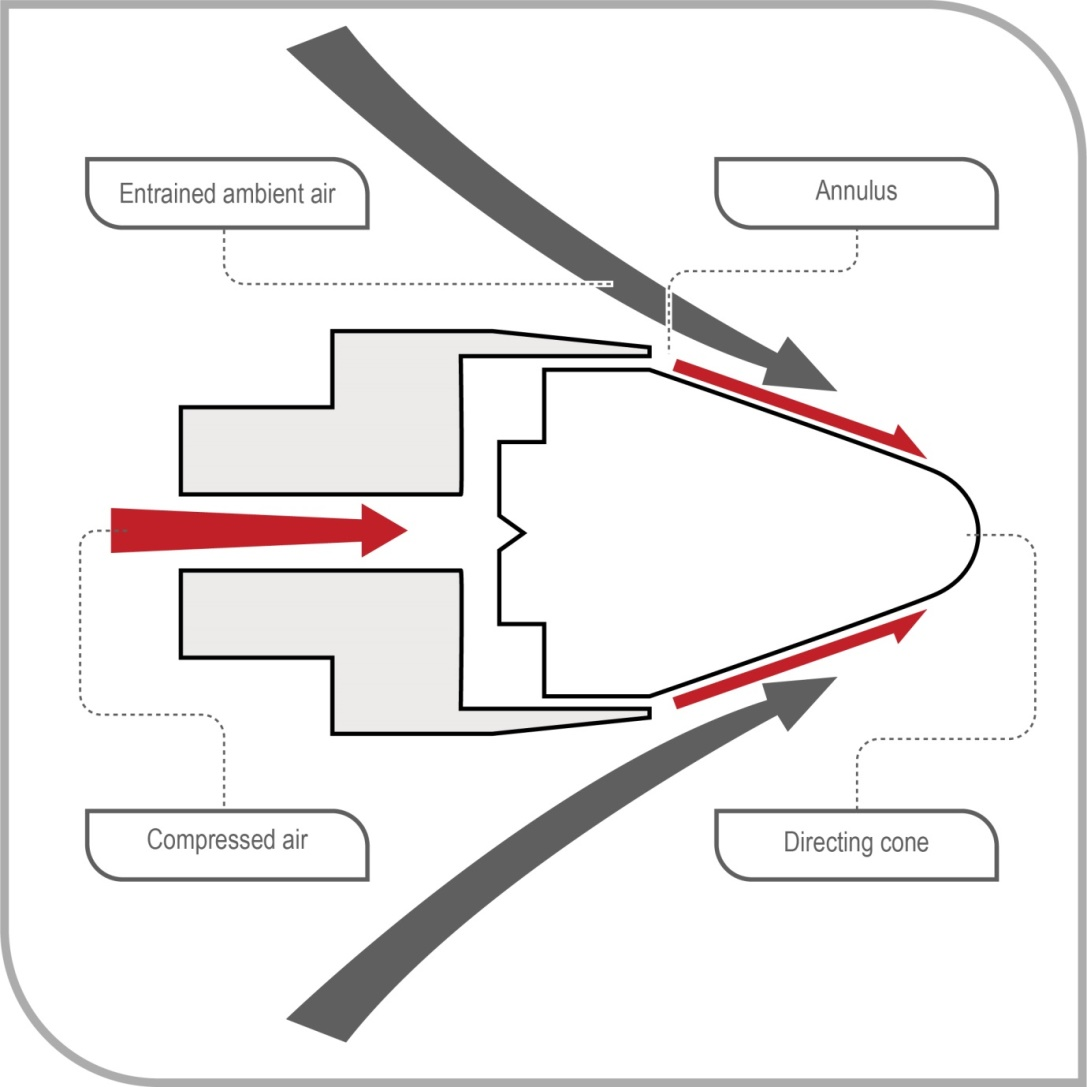 Entrained ambient air
Annulus
Compressed air
Directing cone